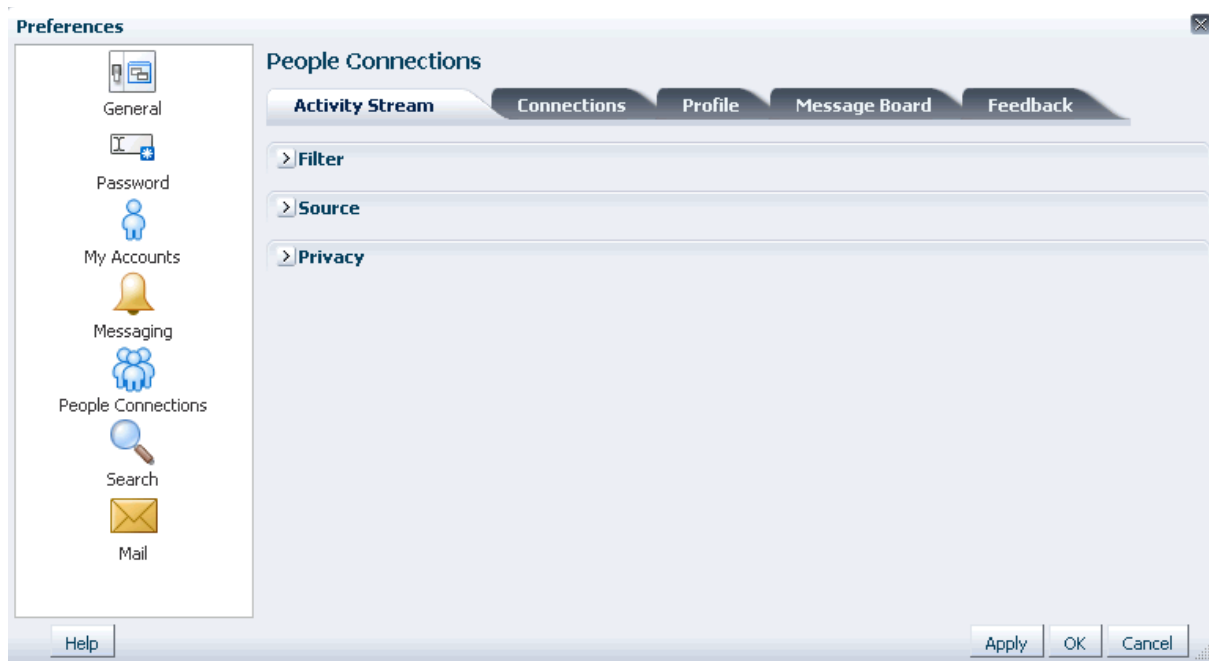 Preferences
General
Password
My Accounts
Messaging
People Connections
Search
Mail
People Connections
Activity Stream Connections Profile Message Board Feedback
Filter
Source
Privacy
Help Apply OK Cancel